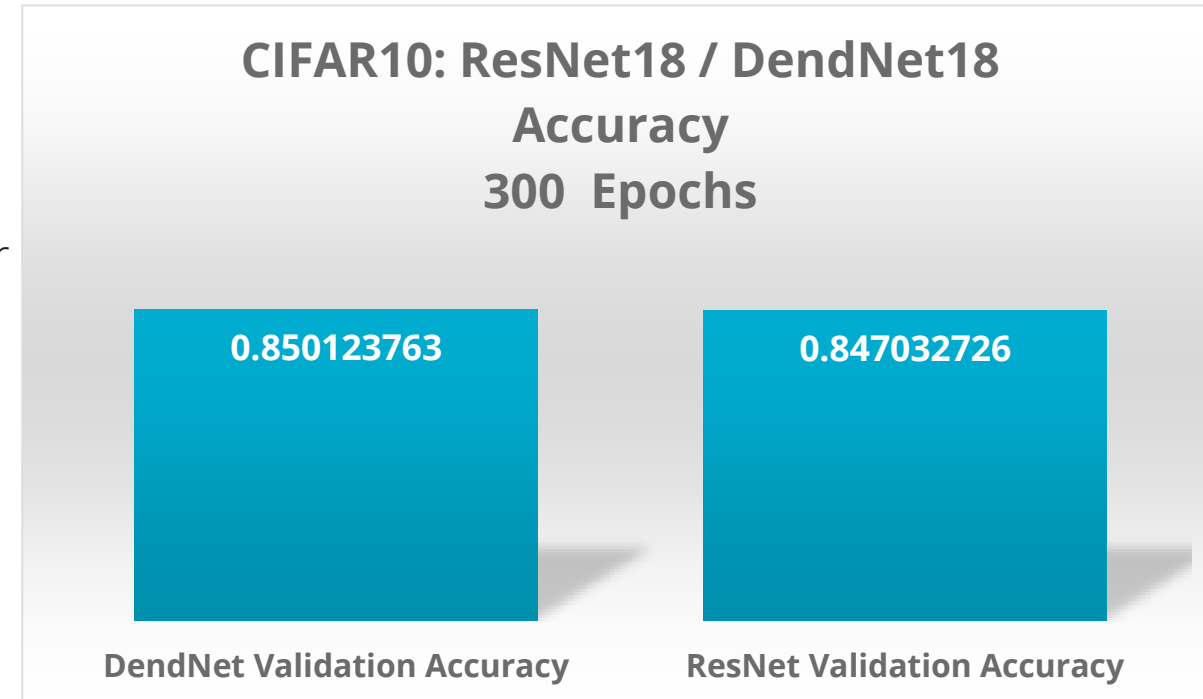 CIFAR10: ResNet18 / DendNet18
Accuracy
300 Epochs
r
0.850123763
0.847032726
DendNet Validation Accuracy
ResNet Validation Accuracy